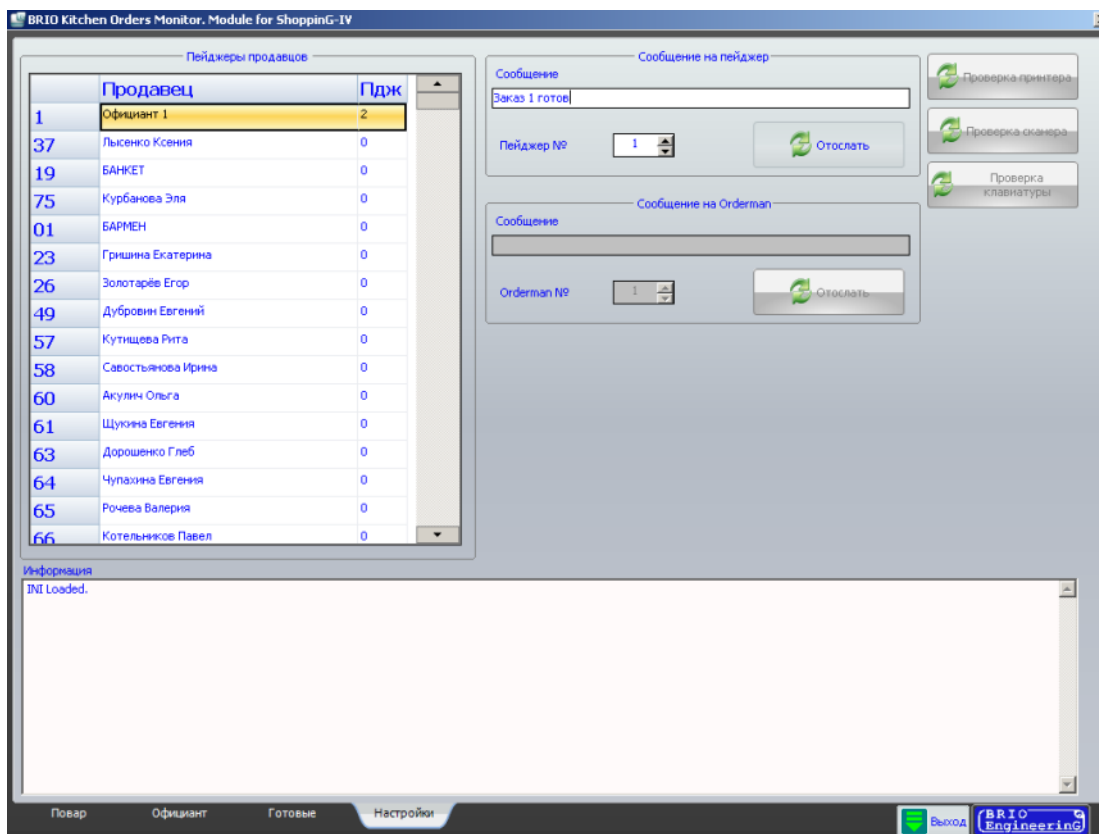 BRIO Kitchen Orders Monitor. Module for ShoppinG-IV
Пейджеры продавцов
Продавец Пдж
1 Официант 1 2
37 Лысенко Ксения 0
19 БАНКЕТ 0
75 Курбанова Эля 0
01 БАРМЕН 0
23 Гришина Екатерина 0
26 Золотарёв Егор 0
49 Дубровин Евгений 0
57 Кутищева Рита 0
58 Савостьянова Ирина 0
60 Акулич Ольга 0
61 Щукина Евгения 0
63 Дорошенко Глеб 0
64 Чупахина Евгения 0
65 Рочева Валерия 0
66 Котельников Павел 0
Сообщение на пейджер
Сообщение
Заказ 1 готов
Пейджер № 1 Отослать
Сообщение на Orderman
Сообщение
Orderman № 1 Отослать
Проверка принтера
Проверка сканера
Проверка
клавиатуры
Информация
INI Loaded.
Повар Официант Готовые Настройки
Выход
BRIO
EngineerinG